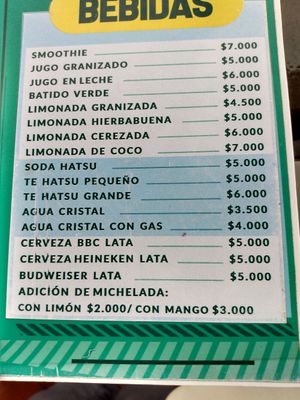 BEBIDAS
SMOOTHIE $7.000
JUGO GRANIZADO $5.000
JUGO EN LECHE $6.000
BATIDO VERDE $5.000
LIMONADA GRANIZADA $4.500
LIMONADA HIERBABUENA $5.000
LIMONADA CEREZADA $6.000
LIMONADA DE COCO $7.000
SODA HATSU $5.000
TE HATSU PEQUEÑO $5.000
TE HATSU GRANDE $6.000
AGUA CRISTAL $3.500
AGUA CRISTAL CON GAS $4.000
CERVEZA BBC LATA $5.000
CERVEZA HEINEKEN LATA $5.000
BUDWEISER LATA $5.000
ADICIÓN DE MICHELADA:
CON LIMÓN $2.000/ CON MANGO $3.000